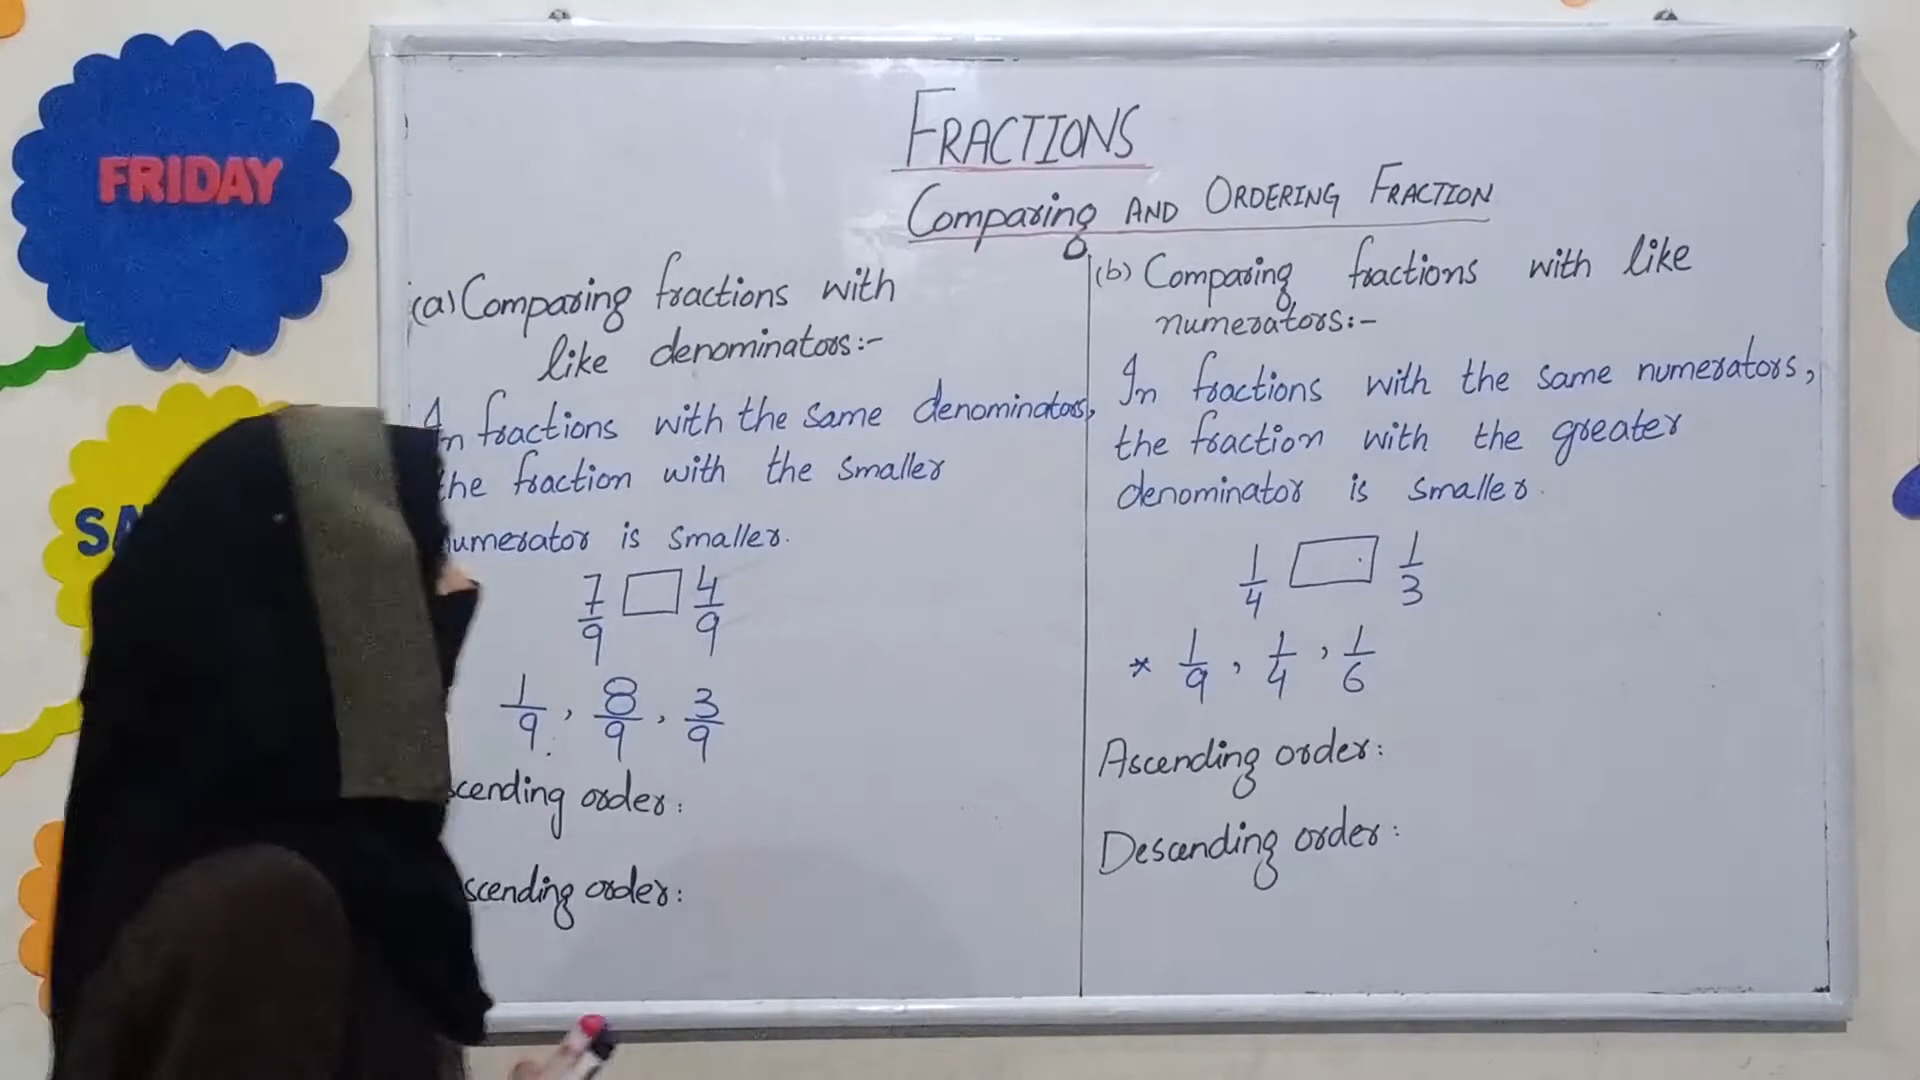 FRIDAY
FRACTIONS
Comparing AND ORDERING FRACTION
(a) Comparing fractions with
like denominators:-
In fractions with the same denominators,
the fraction with the smaller
numerator is smaller.
7/9 □ 4/9
1/9, 8/9, 3/9
scending order:
scending order:
(b) Comparing fractions with like
numerators:-
In fractions with the same numerators,
the fraction with the greater
denominator is smaller.
1/4 □ 1/3
* 1/9, 1/4, 1/6
Ascending order:
Descending order: